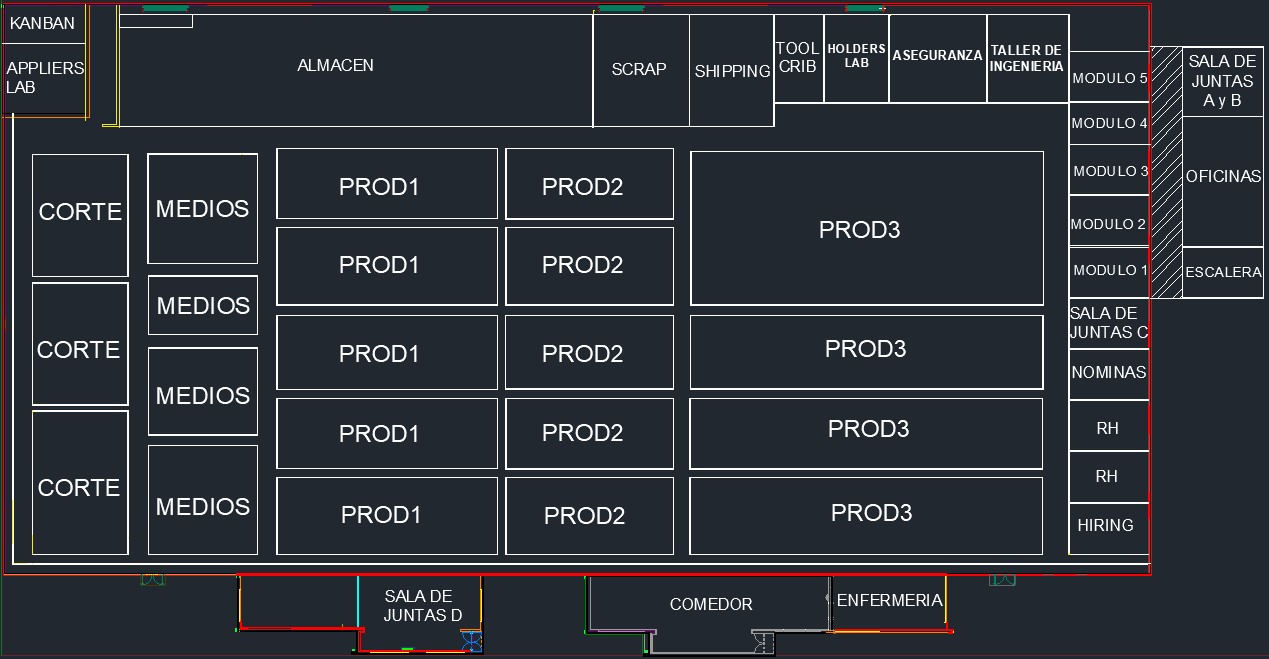 KANBAN
APPLIERS
LAB
ALMACEN
SCRAP
SHIPPING
TOOL
CRIB
HOLDERS
LAB
ASEGURANZA
TALLER DE
INGENIERIA
MODULO 5
MODULO 4
MODULO 3
MODULO 2
MODULO 1
SALA DE
JUNTAS
A y B
OFICINAS
ESCALERA
CORTE
MEDIOS
PROD1
PROD2
PROD3
PROD1
PROD2
CORTE
MEDIOS
PROD1
PROD2
PROD3
MEDIOS
PROD1
PROD2
PROD3
CORTE
MEDIOS
PROD1
PROD2
PROD3
SALA DE
JUNTAS C
NOMINAS
RH
RH
HIRING
SALA DE
JUNTAS D
COMEDOR
ENFERMERIA